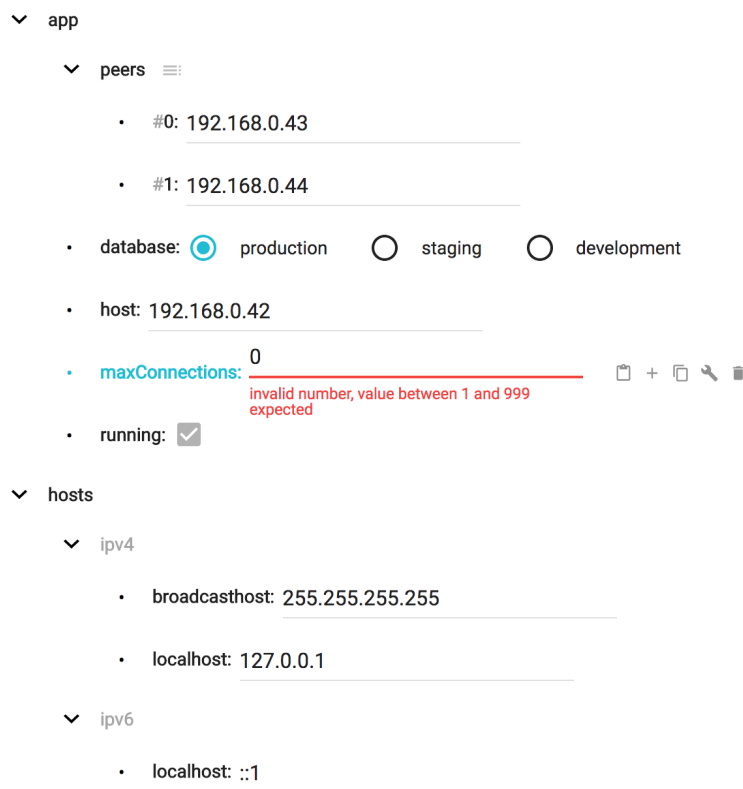 app
peers
#0: 192.168.0.43
#1: 192.168.0.44
database: production staging development
host: 192.168.0.42
maxConnections: 0
invalid number, value between 1 and 999
expected
running:
hosts
ipv4
broadcasthost: 255.255.255.255
localhost: 127.0.0.1
ipv6
localhost: ::1